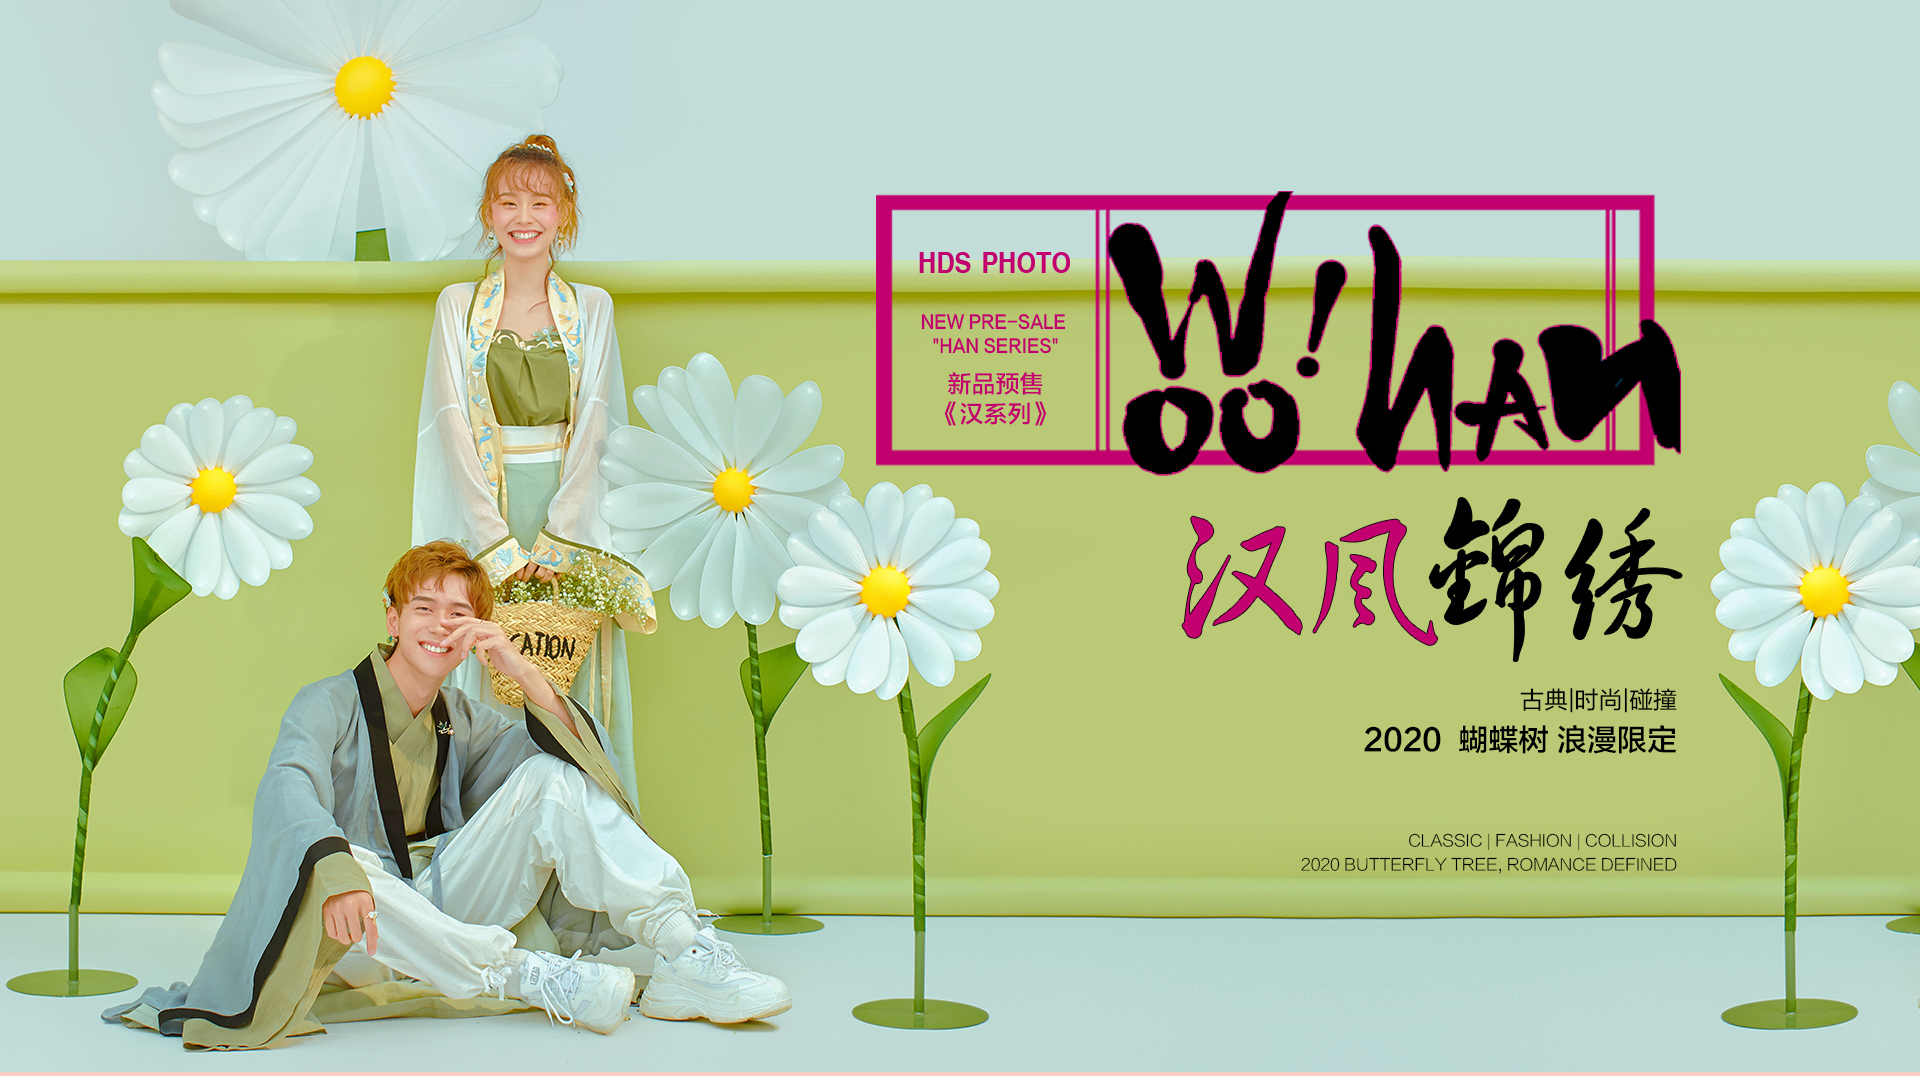 HDS PHOTO
NEW PRE-SALE
"HAN SERIES"
新品预售
《汉系列》
W!
OO HAN
汉风錦绣
古典|时尚|碰撞
2020 蝴蝶树 浪漫限定
CLASSIC | FASHION | COLLISION
2020 BUTTERFLY TREE, ROMANCE DEFINED
CATION